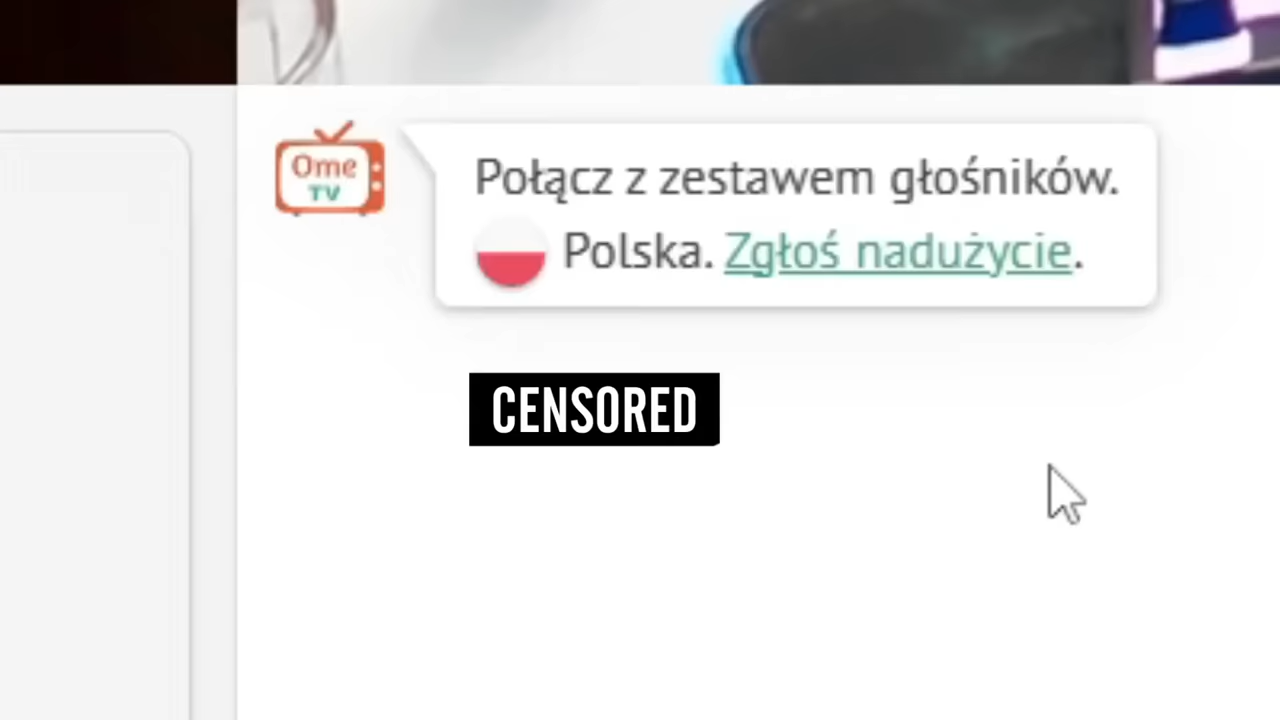 Ome
TV
Połącz z zestawem głośników.
Polska. Zgłoś nadużycie.
CENSORED